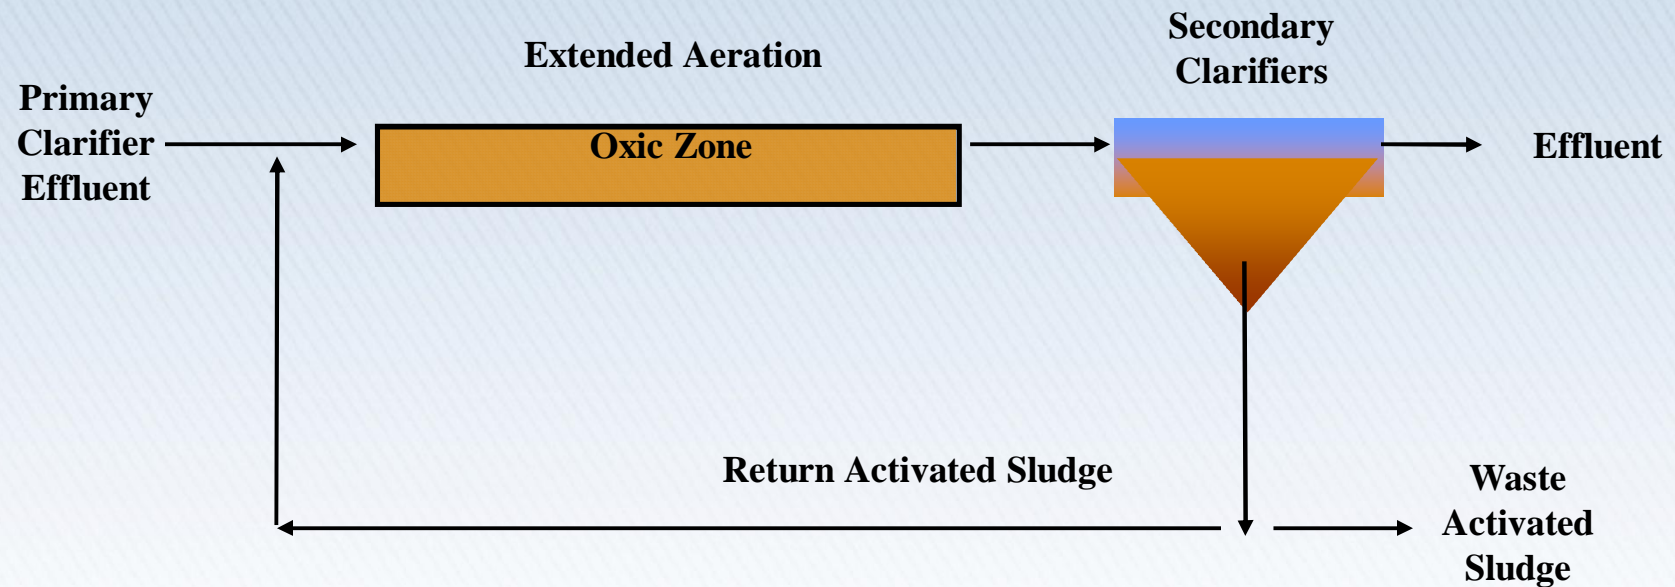 Extended Aeration
Secondary
Clarifiers
Primary
Clarifier
Effluent
Oxic Zone
Effluent
Return Activated Sludge
Waste
Activated
Sludge